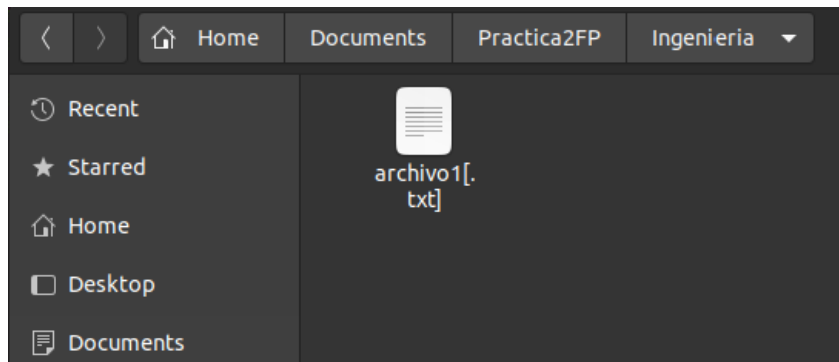 Home Documents Practica2FP Ingenieria
Recent
Starred
Home
Desktop
Documents
archivo1[.
txt]